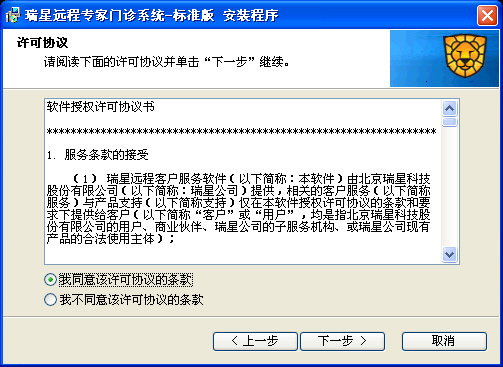 瑞星远程专家门诊系统-标准版 安装程序
许可协议
请阅读下面的许可协议并单击“下一步”继续。
软件授权许可协议书
*****************************************************************
1. 服务条款的接受
（1） 瑞星远程客户服务软件（以下简称：本软件）由北京瑞星科技
股份有限公司（以下简称：瑞星公司）提供，相关的客户服务（以下简称
服务）与产品支持（以下简称支持）仅在本软件授权许可协议的条款和要
求下提供给客户（以下简称“客户”或“用户”，均是指北京瑞星科技股
份有限公司的用户、商业伙伴、瑞星公司的子服务机构、或瑞星公司现有
产品的合法使用主体）；
我同意该许可协议的条款
我不同意该许可协议的条款
< 上一步
下一步 >
取消